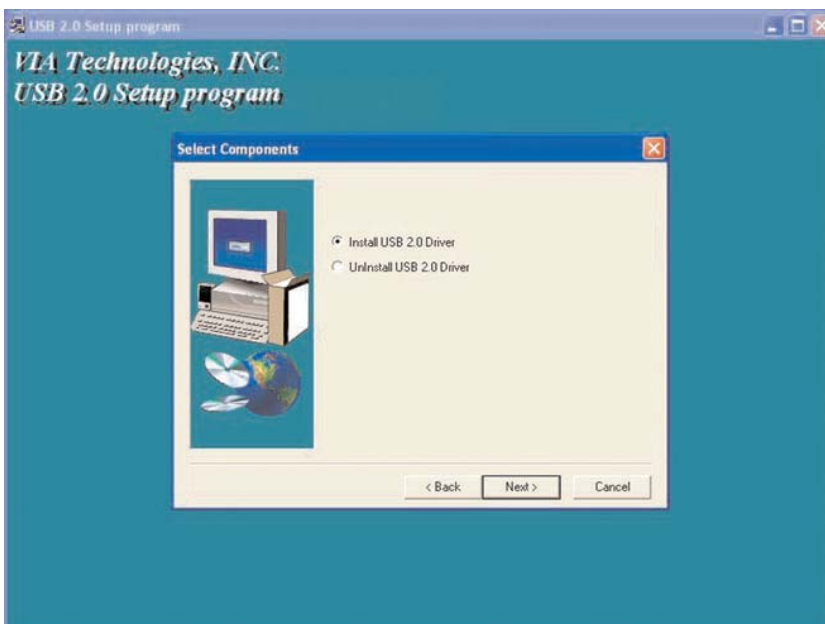 USB 2.0 Setup program
VIA Technologies, INC.
USB 2.0 Setup program
Select Components
Install USB 2.0 Driver
UnInstall USB 2.0 Driver
< Back
Next >
Cancel